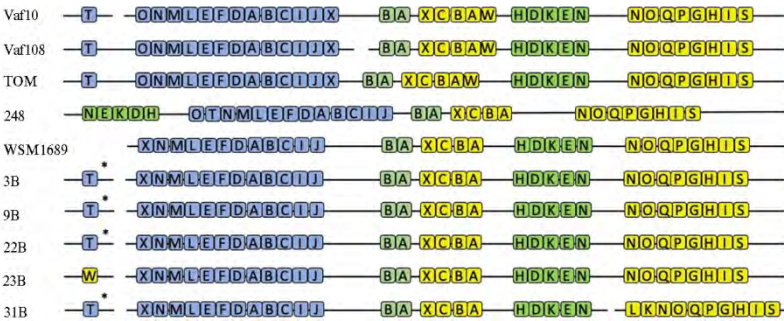 Vaf10 T ONMLEFDABCIJX BA XCBAW HDKEN NOQPGHIS
Vaf108 T ONMLEFDABCIJX BA XCBAW HDKEN NOQPGHIS
TOM T ONMLEFDABCIJX BA XCBAW HDKEN NOQPGHIS
248 NEKDH OTNMLEFDABCIJ BA XCBA NOQPGHIS
WSM1689 XNMLEFDABCIJ BA XCBA HDKEN NOQPGHIS
3B T * XNMLEFDABCIJ BA XCBA HDKEN NOQPGHIS
9B T * XNMLEFDABCIJ BA XCBA HDKEN NOQPGHIS
22B T * XNMLEFDABCIJ BA XCBA HDKEN NOQPGHIS
23B W XNMLEFDABCIJ BA XCBA HDKEN NOQPGHIS
31B T * XNMLEFDABCIJ BA XCBA HDKEN LKNOQPGHIS